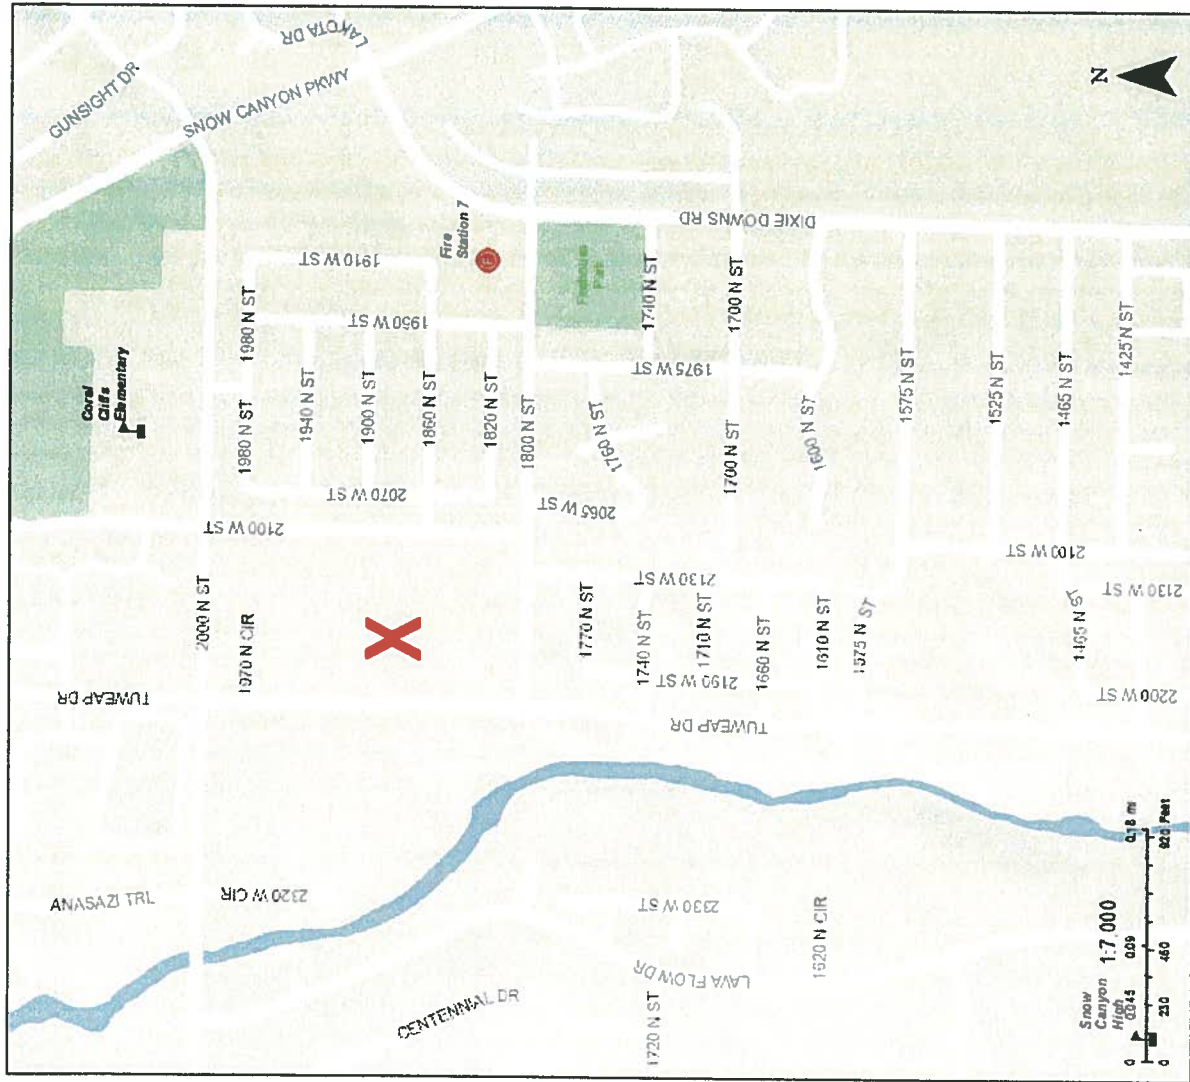 LAKOTA DR
GUNSIGHT DR
SNOW CANYON PKWY
N
DIXIE DOWNS RD
Fire
Station 7
1910 W ST
1950 W ST
Park
1740 N ST
1700 N ST
1980 N ST
Coral
Cliffs
Elementary
1975 W ST
1425 N ST
1980 N ST
1940 N ST
1900 N ST
1860 N ST
1820 N ST
1800 N ST
1760 N ST
1700 N ST
1600 N ST
1575 N ST
1525 N ST
1465 N ST
2070 W ST
2065 W ST
2100 W ST
2100 W ST
2130 W ST
2130 W ST
2000 N ST
1970 N CIR
X
1770 N ST
1740 N ST
1710 N ST
1660 N ST
1610 N ST
1575 N ST
1465 N ST
2190 W ST
2200 W ST
TUWEAP DR
TUWEAP DR
ANASAZI TRL
2320 W CIR
2330 W ST
LAVA FLOW DR
1620 N CIR
CENTENNIAL DR
1720 N ST
Snow
Canyon
High
1:7,000
0 0.045 0.09 0.18 mi
0 230 460 920 Feet